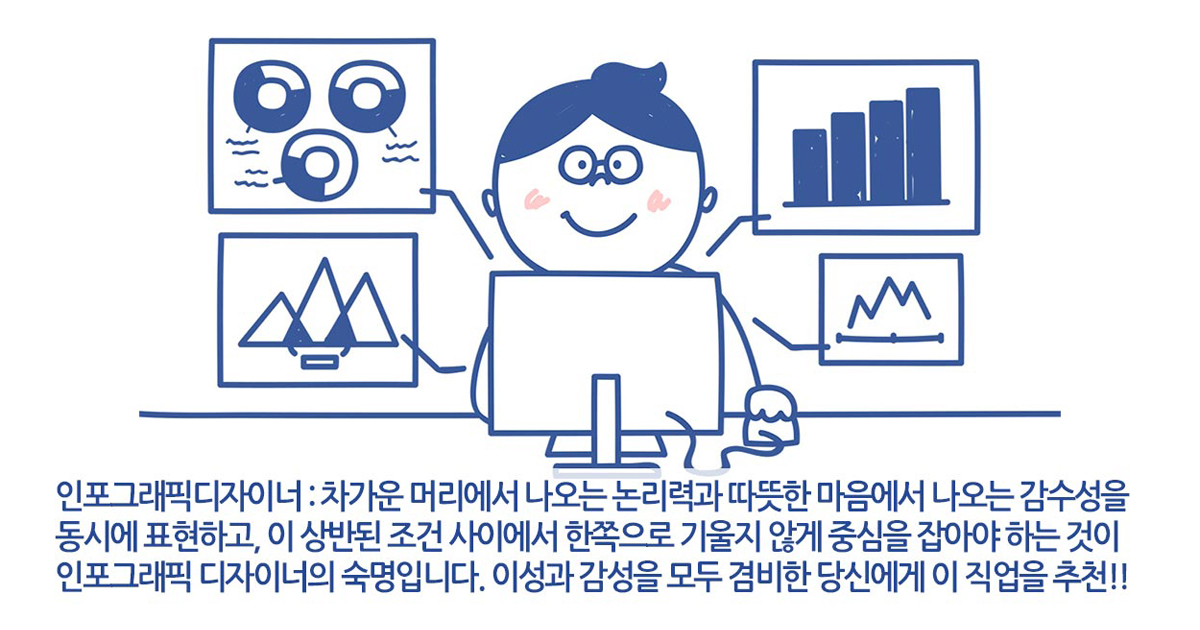 인포그래픽디자이너 : 차가운 머리에서 나오는 논리력과 따뜻한 마음에서 나오는 감수성을
동시에 표현하고, 이 상반된 조건 사이에서 한쪽으로 기울지 않게 중심을 잡아야 하는 것이
인포그래픽 디자이너의 숙명입니다. 이성과 감성을 모두 겸비한 당신에게 이 직업을 추천!!